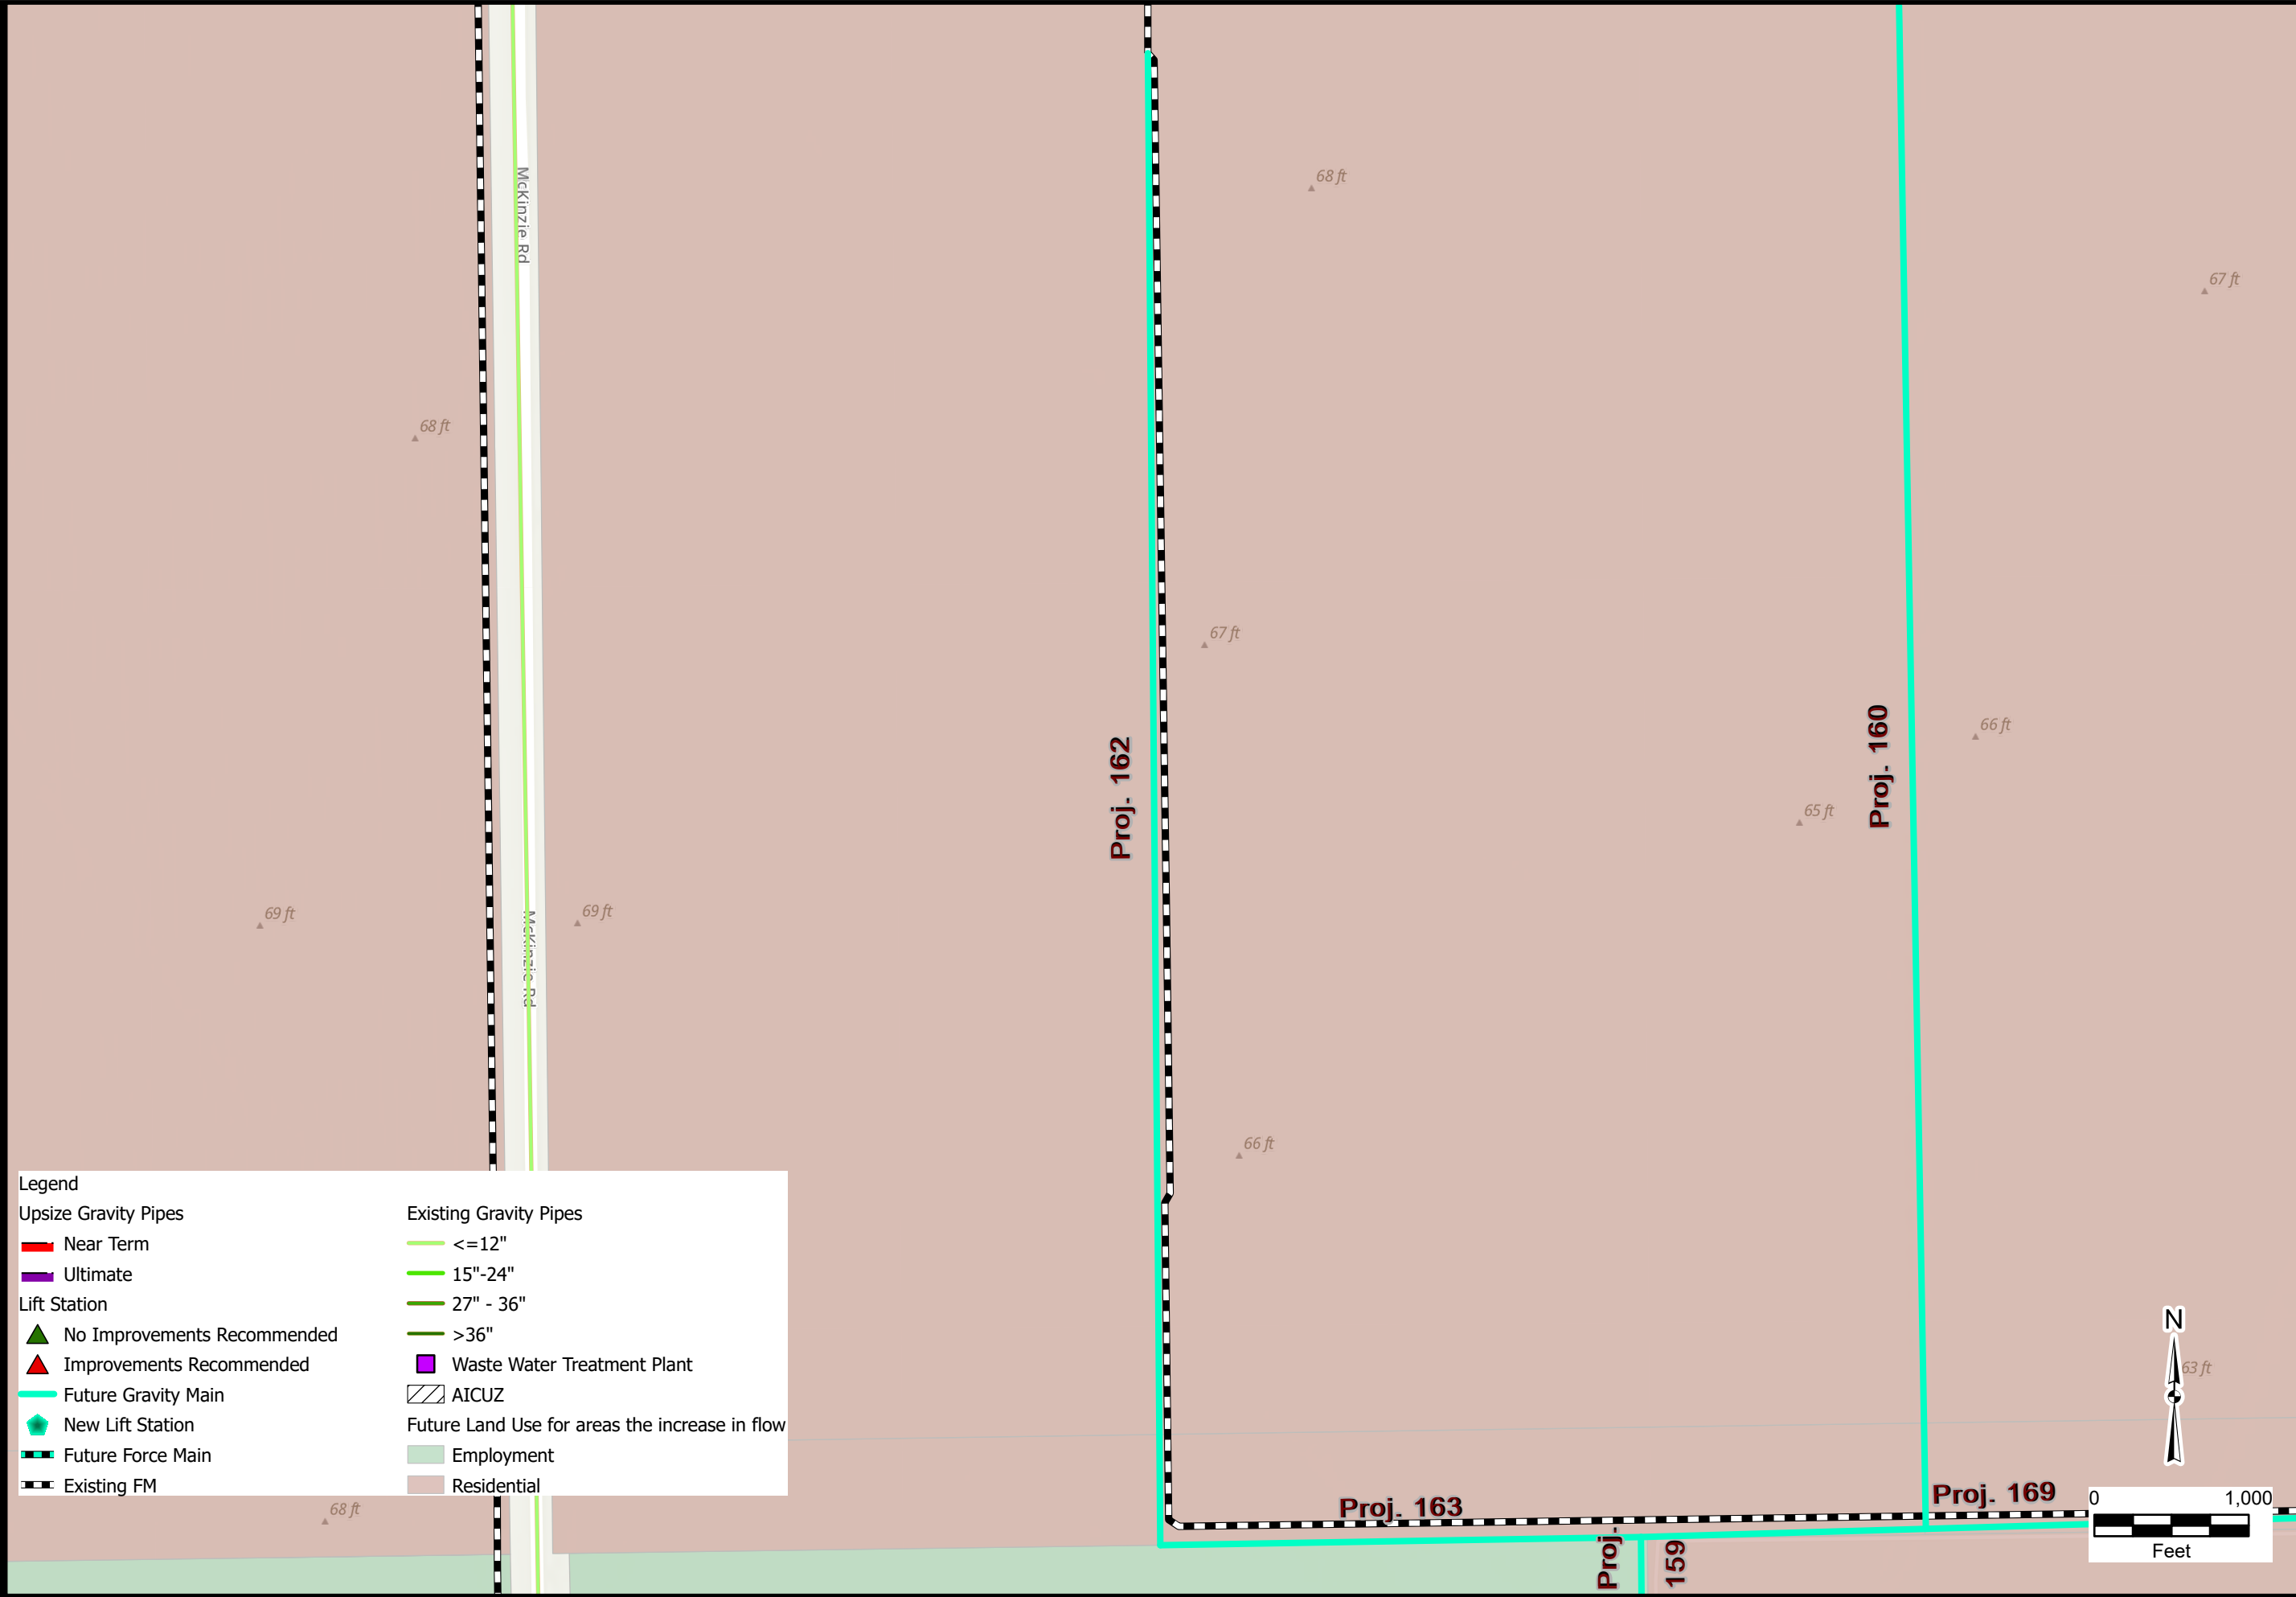 McKinzie Rd
68 ft
67 ft
68 ft
67 ft
Proj. 162
Proj. 160
66 ft
65 ft
69 ft
69 ft
McKinzie Rd
66 ft
Legend
Upsize Gravity Pipes
Near Term
Ultimate
Lift Station
No Improvements Recommended
Improvements Recommended
Future Gravity Main
New Lift Station
Future Force Main
Existing FM
Existing Gravity Pipes
<=12"
15"-24"
27" - 36"
>36"
Waste Water Treatment Plant
AICUZ
Future Land Use for areas the increase in flow
Employment
Residential
N
63 ft
68 ft
Proj. 163
Proj. 169
Proj.
159
0 1,000
Feet